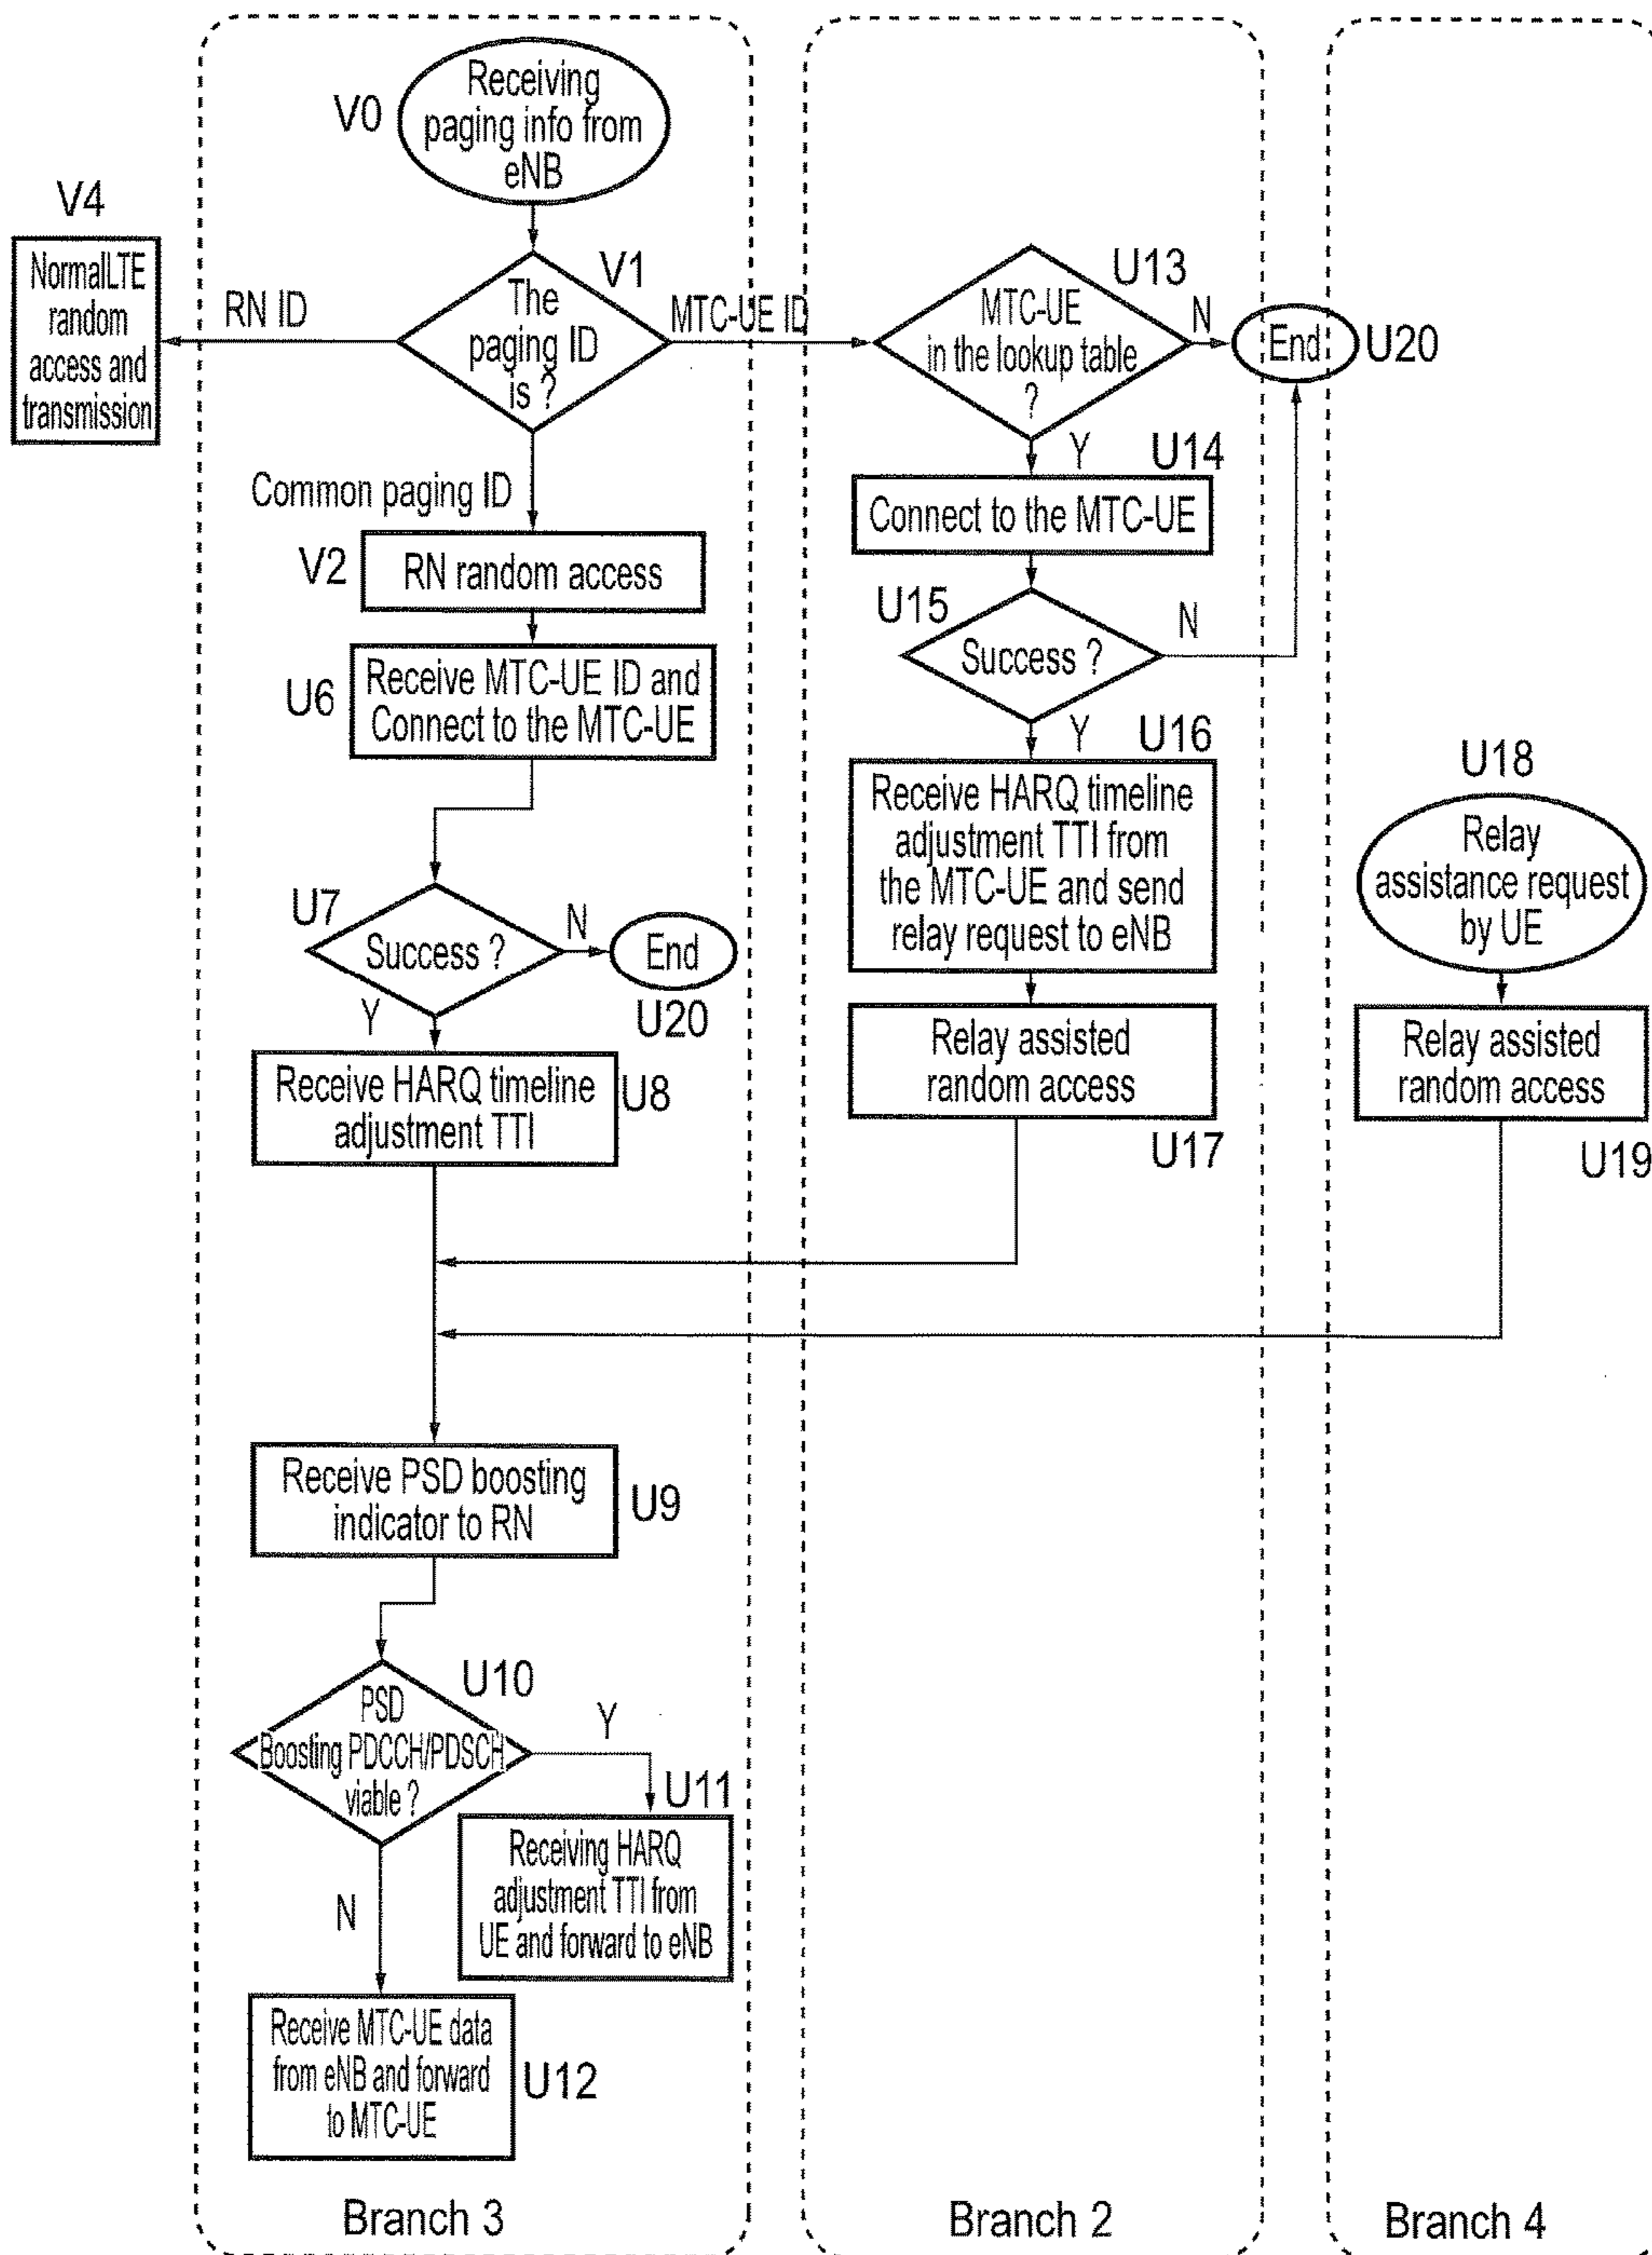 V0
Receiving
paging info from
eNB
V4
NormalLTE
random
access and
transmission
RN ID
V1
The
paging ID
is ?
MTC-UE ID
Common paging ID
V2
RN random access
U6
Receive MTC-UE ID and
Connect to the MTC-UE
U7
Success ?
N
End
U20
Y
Receive HARQ timeline
adjustment TTI
U8
Receive PSD boosting
indicator to RN
U9
U10
PSD
Boosting PDCCH/PDSCH
viable ?
Y
U11
Receiving HARQ
adjustment TTI from
UE and forward to eNB
N
Receive MTC-UE data
from eNB and forward
to MTC-UE
U12
Branch 3
U13
MTC-UE
in the lookup table
?
N
End
U20
Y
U14
Connect to the MTC-UE
U15
Success ?
N
Y
U16
Receive HARQ timeline
adjustment TTI from
the MTC-UE and send
relay request to eNB
Relay assisted
random access
U17
Branch 2
U18
Relay
assistance request
by UE
Relay assisted
random access
U19
Branch 4